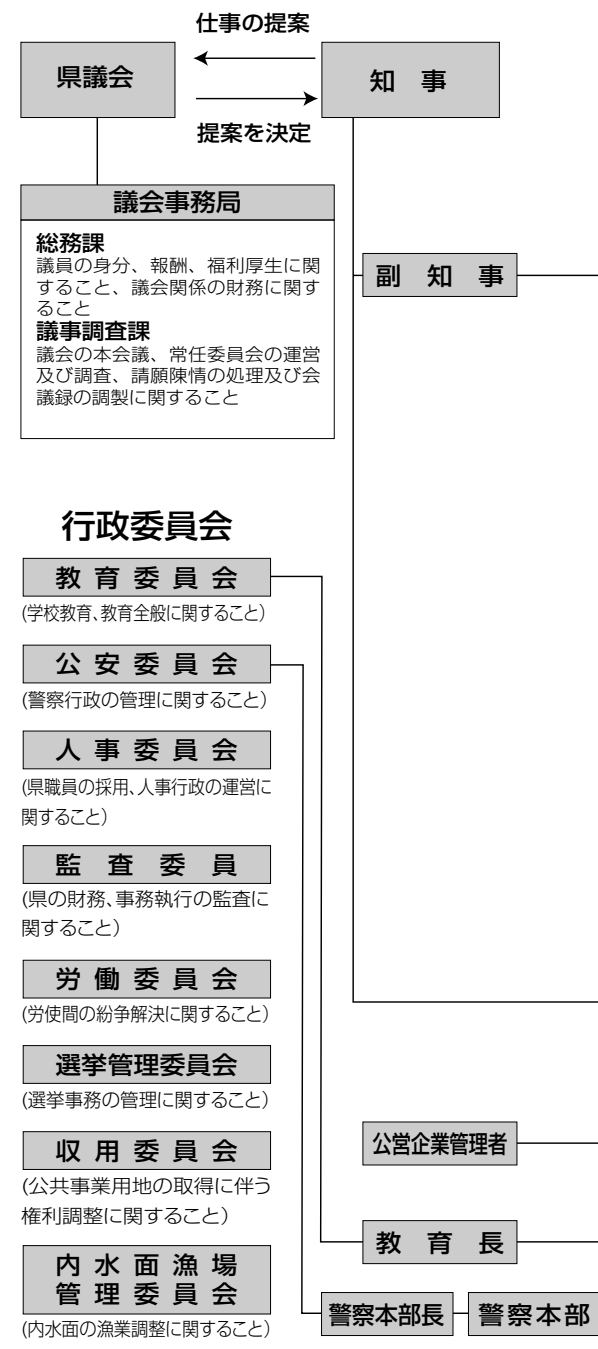 仕事の提案
県議会
知事
提案を決定
議会事務局
総務課
議員の身分、報酬、福利厚生に関
すること、議会関係の財務に関す
ること
議事調査課
議会の本会議、常任委員会の運営
及び調査、請願陳情の処理及び会
議録の調製に関すること
副知事
行政委員会
教育委員会
(学校教育、教育全般に関すること)
公安委員会
(警察行政の管理に関すること)
人事委員会
(県職員の採用、人事行政の運営に
関すること)
監査委員
(県の財務、事務執行の監査に
関すること)
労働委員会
(労使間の紛争解決に関すること)
選挙管理委員会
(選挙事務の管理に関すること)
収用委員会
(公共事業用地の取得に伴う
権利調整に関すること)
内水面漁場
管理委員会
(内水面の漁業調整に関すること)
公営企業管理者
教育長
警察本部長
警察本部